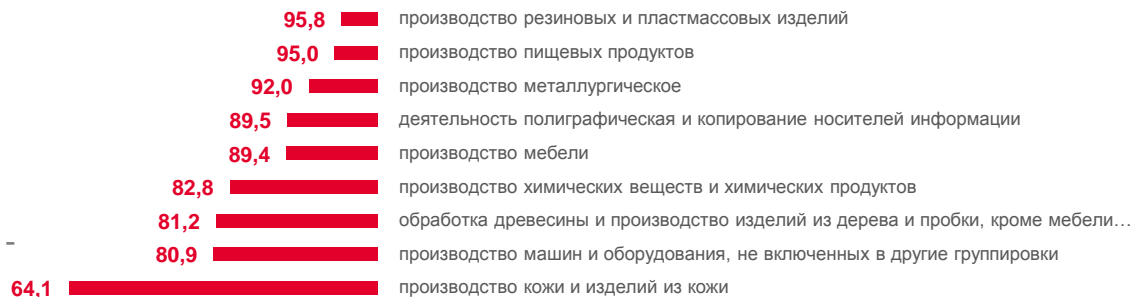 95,8 производство резиновых и пластмассовых изделий
95,0 производство пищевых продуктов
92,0 производство металлургическое
89,5 деятельность полиграфическая и копирование носителей информации
89,4 производство мебели
82,8 производство химических веществ и химических продуктов
81,2 обработка древесины и производство изделий из дерева и пробки, кроме мебели…
80,9 производство машин и оборудования, не включенных в другие группировки
64,1 производство кожи и изделий из кожи